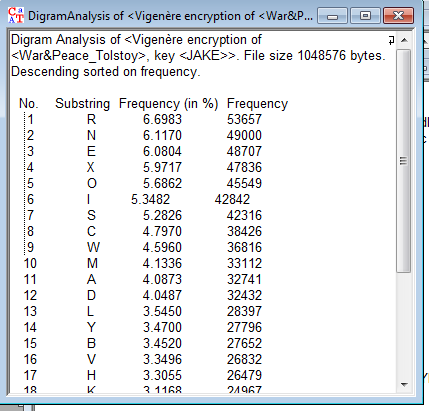 DigramAnalysis of <Vigenère encryption of <War&P...
Digram Analysis of <Vigenère encryption of
<War&Peace_Tolstoy>, key <JAKE>>. File size 1048576 bytes.
Descending sorted on frequency.
No. Substring Frequency (in %) Frequency
1 R 6.6983 53657
2 N 6.1170 49000
3 E 6.0804 48707
4 X 5.9717 47836
5 O 5.6862 45549
6 I 5.3482 42842
7 S 5.2826 42316
8 C 4.7970 38426
9 W 4.5960 36816
10 M 4.1336 33112
11 A 4.0873 32741
12 D 4.0487 32432
13 L 3.5450 28397
14 Y 3.4700 27796
15 B 3.4520 27652
16 V 3.3496 26832
17 H 3.3055 26479
18 K 3.1168 24967